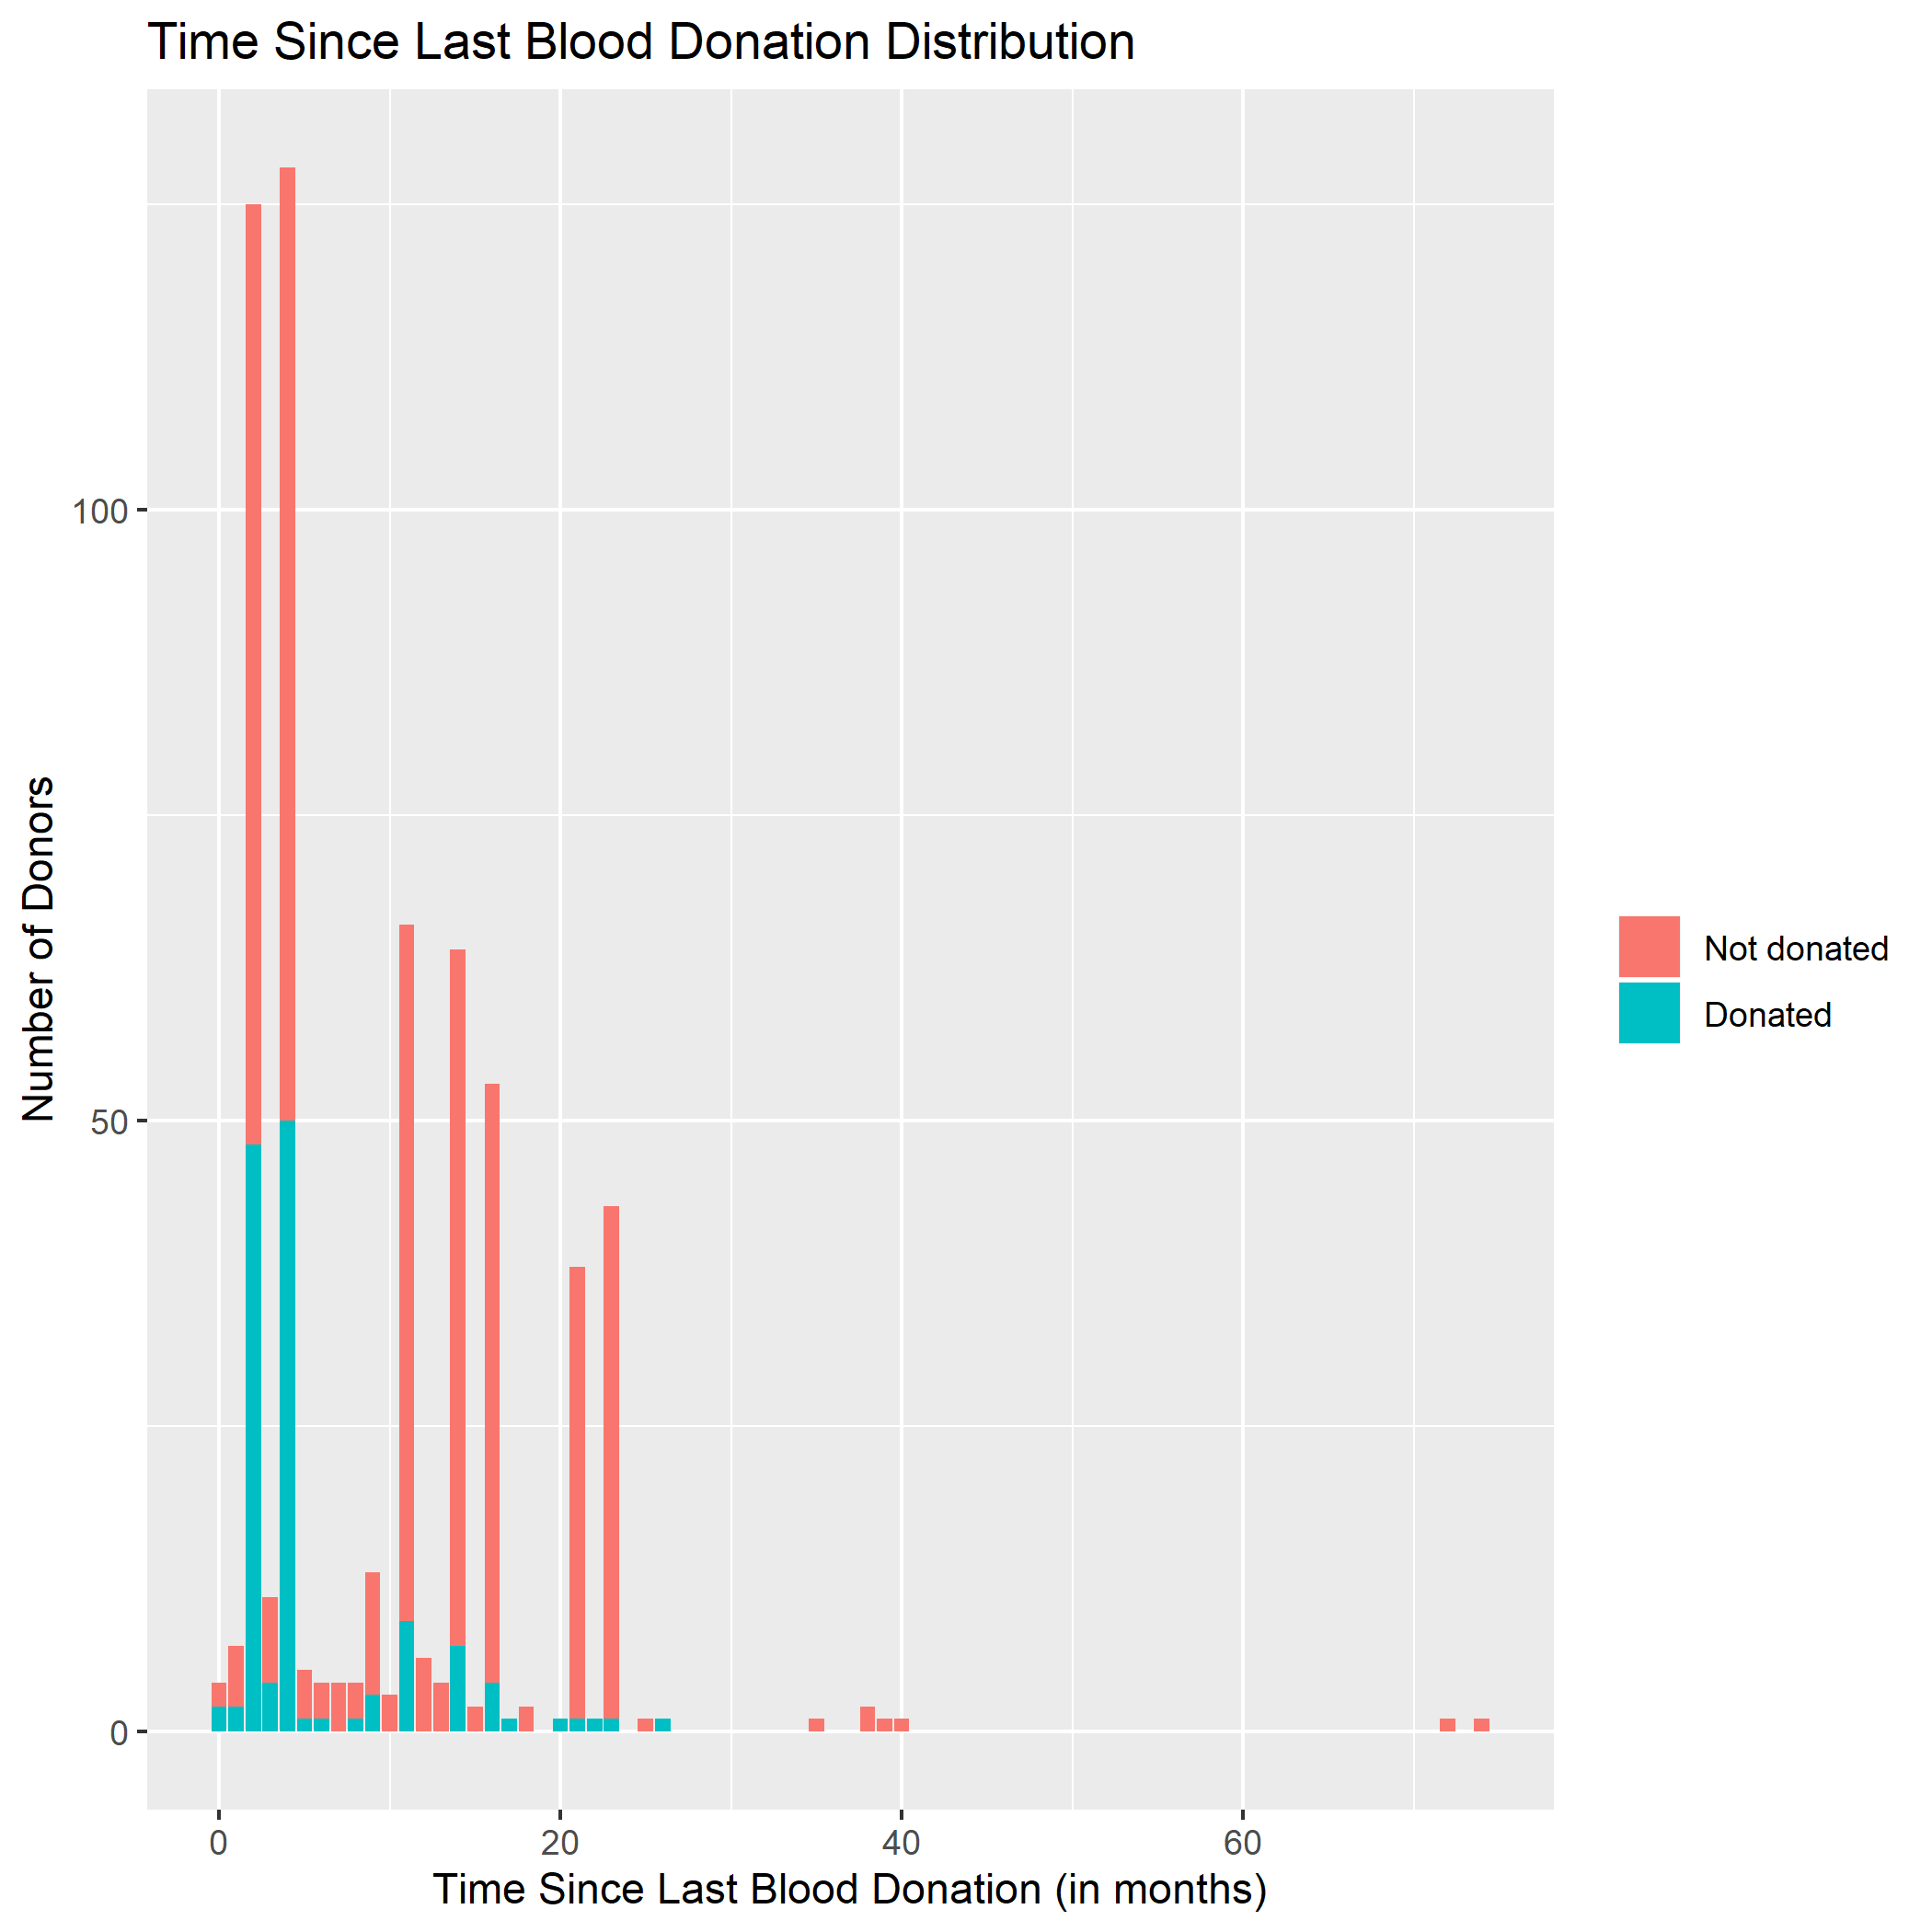 Time Since Last Blood Donation Distribution
Number of Donors
100
50
0
0 20 40 60
Time Since Last Blood Donation (in months)
Not donated
Donated